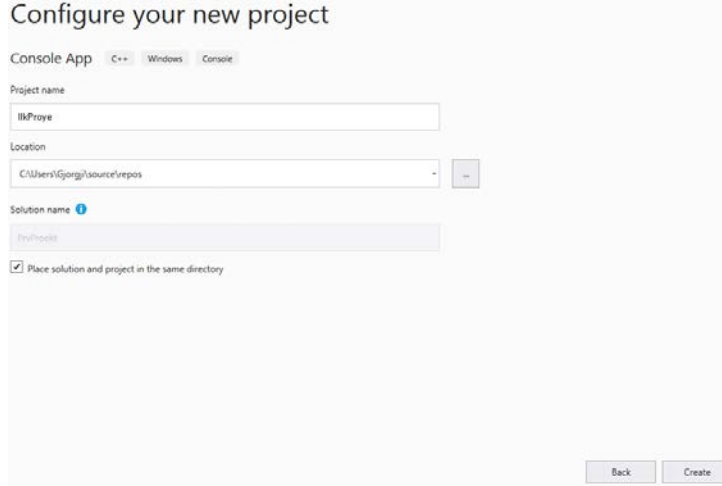 Configure your new project
Console App C++ Windows Console
Project name
IlkProye
Location
C:\Users\Gjorgji\source\repos
...
Solution name
PrvProekt
Place solution and project in the same directory
Back Create